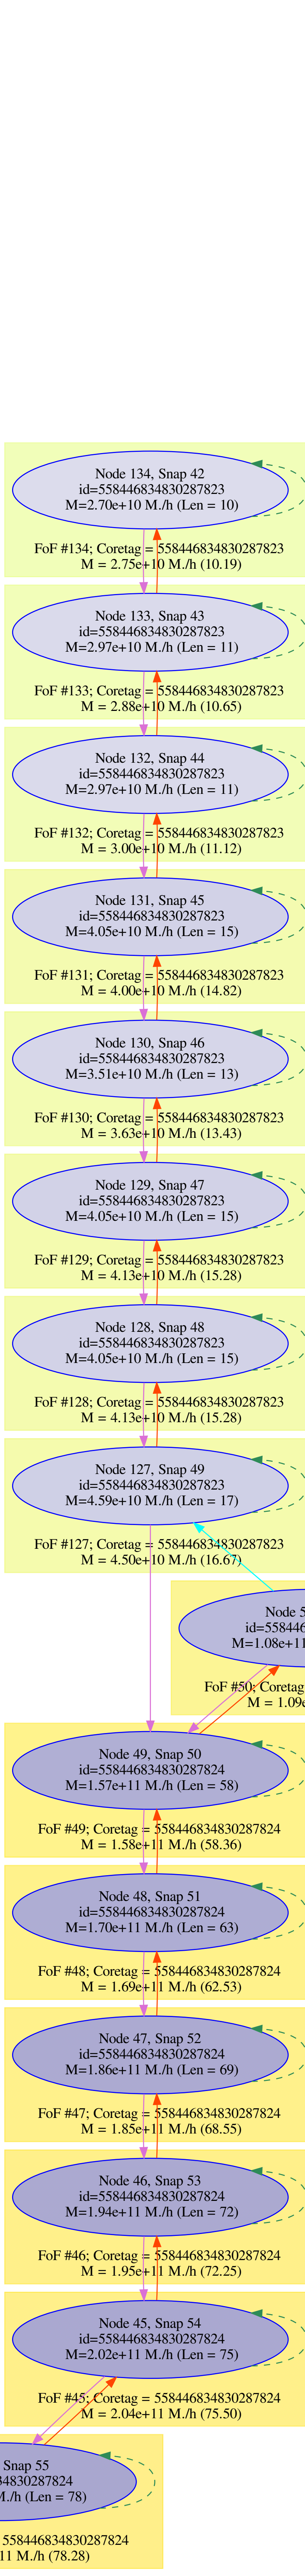 Node 134, Snap 42
id=558446834830287823
M=2.70e+10 M./h (Len = 10)
FoF #134; Coretag = 558446834830287823
M = 2.75e+10 M./h (10.19)
Node 133, Snap 43
id=558446834830287823
M=2.97e+10 M./h (Len = 11)
FoF #133; Coretag = 558446834830287823
M = 2.88e+10 M./h (10.65)
Node 132, Snap 44
id=558446834830287823
M=2.97e+10 M./h (Len = 11)
FoF #132; Coretag = 558446834830287823
M = 3.00e+10 M./h (11.12)
Node 131, Snap 45
id=558446834830287823
M=4.05e+10 M./h (Len = 15)
FoF #131; Coretag = 558446834830287823
M = 4.00e+10 M./h (14.82)
Node 130, Snap 46
id=558446834830287823
M=3.51e+10 M./h (Len = 13)
FoF #130; Coretag = 558446834830287823
M = 3.63e+10 M./h (13.43)
Node 129, Snap 47
id=558446834830287823
M=4.05e+10 M./h (Len = 15)
FoF #129; Coretag = 558446834830287823
M = 4.13e+10 M./h (15.28)
Node 128, Snap 48
id=558446834830287823
M=4.05e+10 M./h (Len = 15)
FoF #128; Coretag = 558446834830287823
M = 4.13e+10 M./h (15.28)
Node 127, Snap 49
id=558446834830287823
M=4.59e+10 M./h (Len = 17)
FoF #127; Coretag = 558446834830287823
M = 4.50e+10 M./h (16.67)
Node 5
id=558446
M=1.08e+11
FoF #50; Coretag
M = 1.09e
Node 49, Snap 50
id=558446834830287824
M=1.57e+11 M./h (Len = 58)
FoF #49; Coretag = 558446834830287824
M = 1.58e+11 M./h (58.36)
Node 48, Snap 51
id=558446834830287824
M=1.70e+11 M./h (Len = 63)
FoF #48; Coretag = 558446834830287824
M = 1.69e+11 M./h (62.53)
Node 47, Snap 52
id=558446834830287824
M=1.86e+11 M./h (Len = 69)
FoF #47; Coretag = 558446834830287824
M = 1.85e+11 M./h (68.55)
Node 46, Snap 53
id=558446834830287824
M=1.94e+11 M./h (Len = 72)
FoF #46; Coretag = 558446834830287824
M = 1.95e+11 M./h (72.25)
Node 45, Snap 54
id=558446834830287824
M=2.02e+11 M./h (Len = 75)
FoF #45; Coretag = 558446834830287824
M = 2.04e+11 M./h (75.50)
Snap 55
34830287824
M./h (Len = 78)
558446834830287824
11 M./h (78.28)